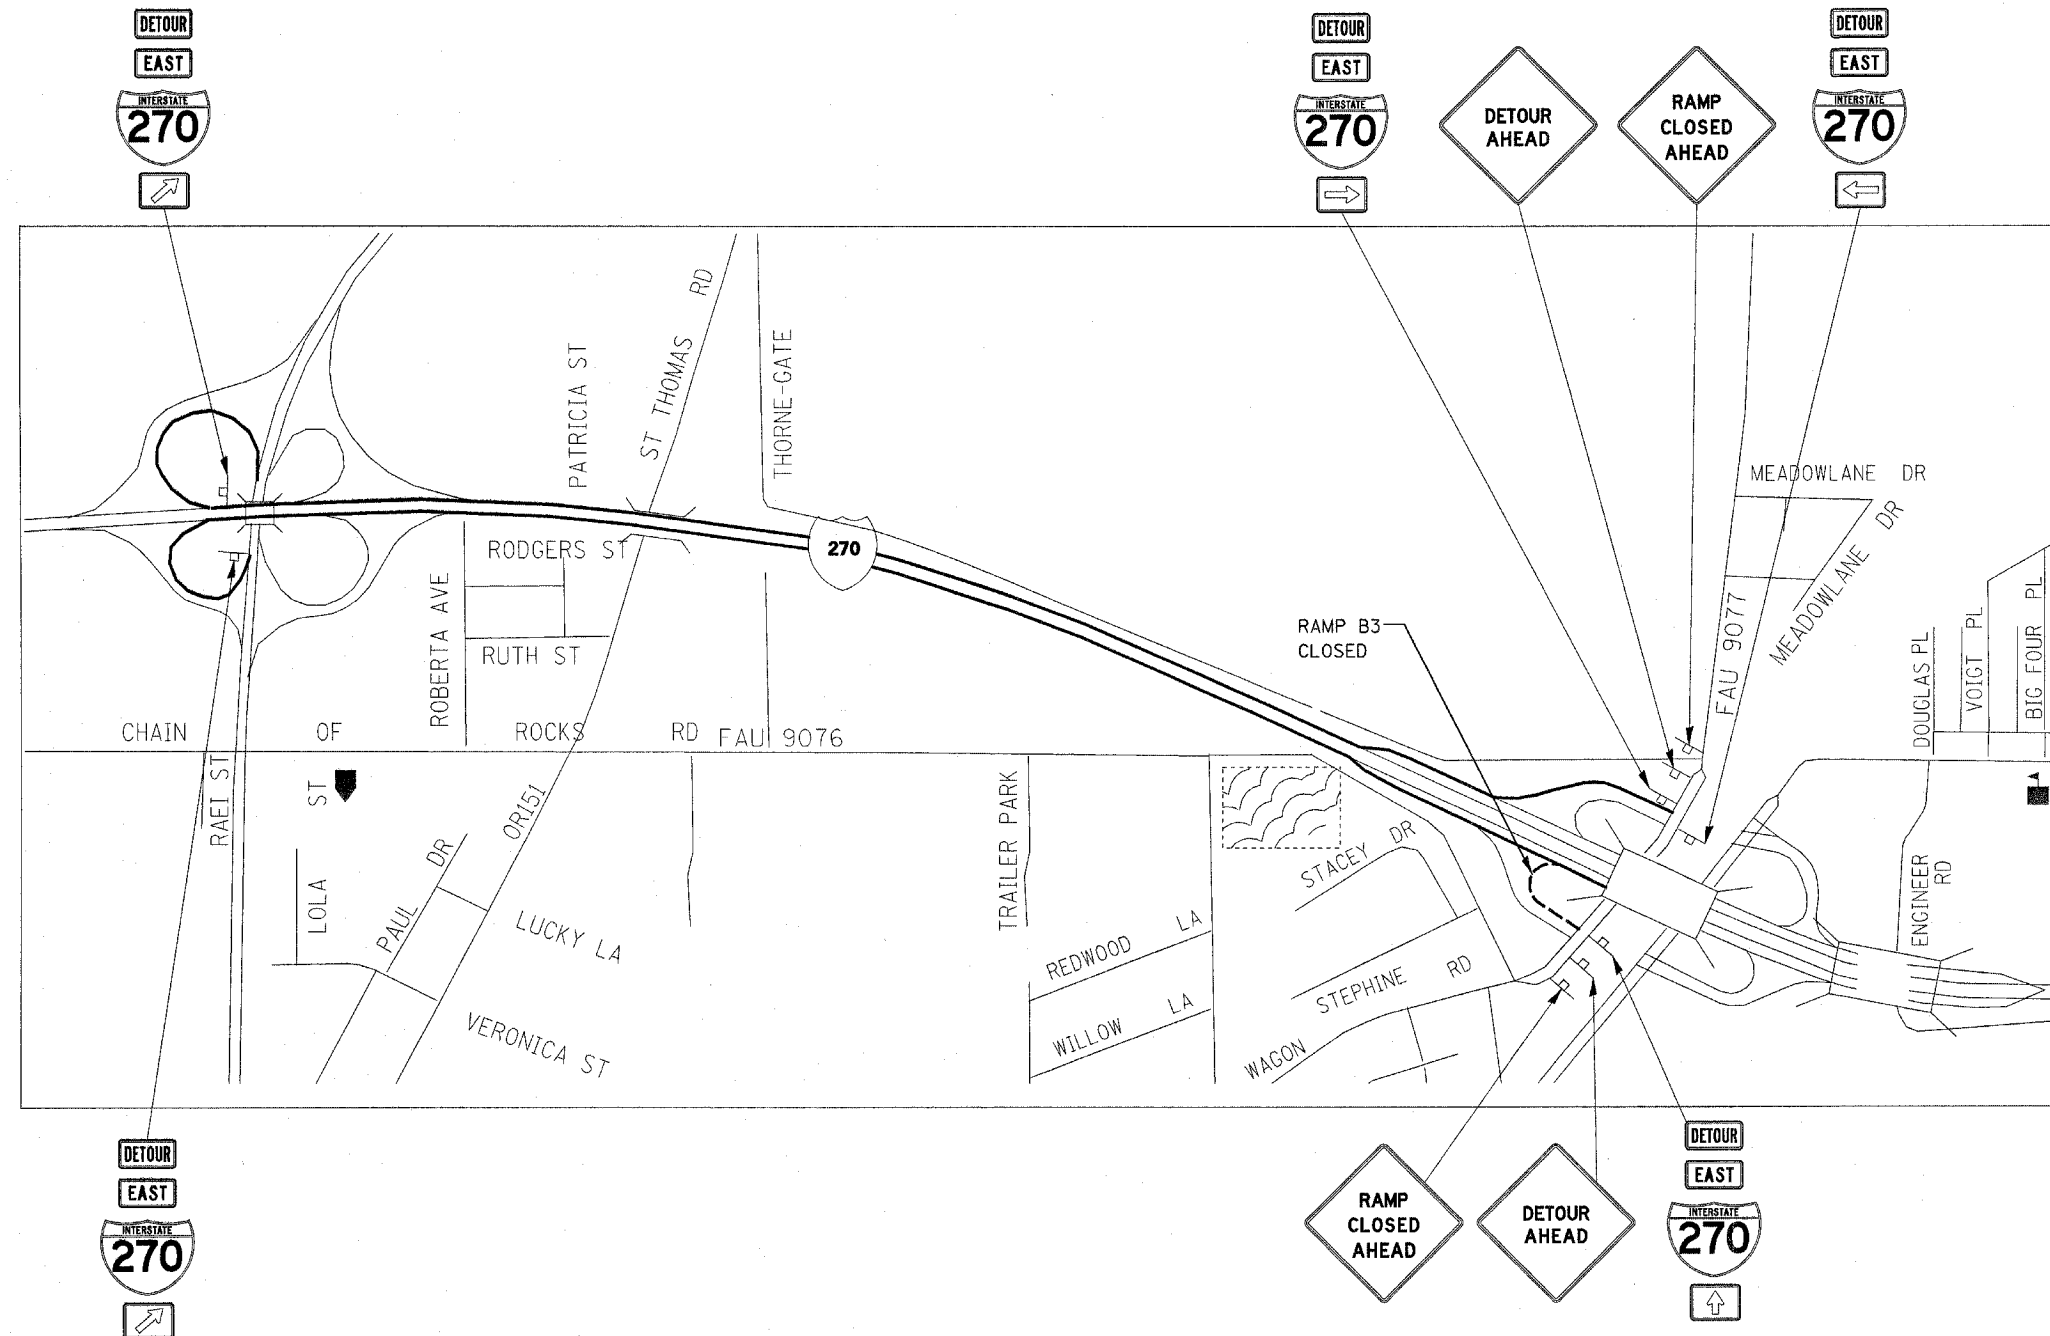 DETOUR
EAST
INTERSTATE
270
DETOUR
EAST
INTERSTATE
270
DETOUR
AHEAD
RAMP
CLOSED
AHEAD
DETOUR
EAST
INTERSTATE
270
PATRICIA ST
ST THOMAS RD
THORNE-GATE
270
RODGERS ST
ROBERTA AVE
RUTH ST
CHAIN OF ROCKS RD FAU 9076
RAMP B3
CLOSED
MEADOWLANE DR
MEADOWLANE DR
FAU 9077
DOUGLAS PL
VOIGT PL
BIG FOUR PL
RAEI ST
LOLA ST
PAUL DR
OR151
LUCKY LA
VERONICA ST
TRAILER PARK
REDWOOD LA
WILLOW LA
STACEY DR
STEPHINE RD
WAGON
ENGINEER
RD
DETOUR
EAST
INTERSTATE
270
RAMP
CLOSED
AHEAD
DETOUR
AHEAD
DETOUR
EAST
INTERSTATE
270